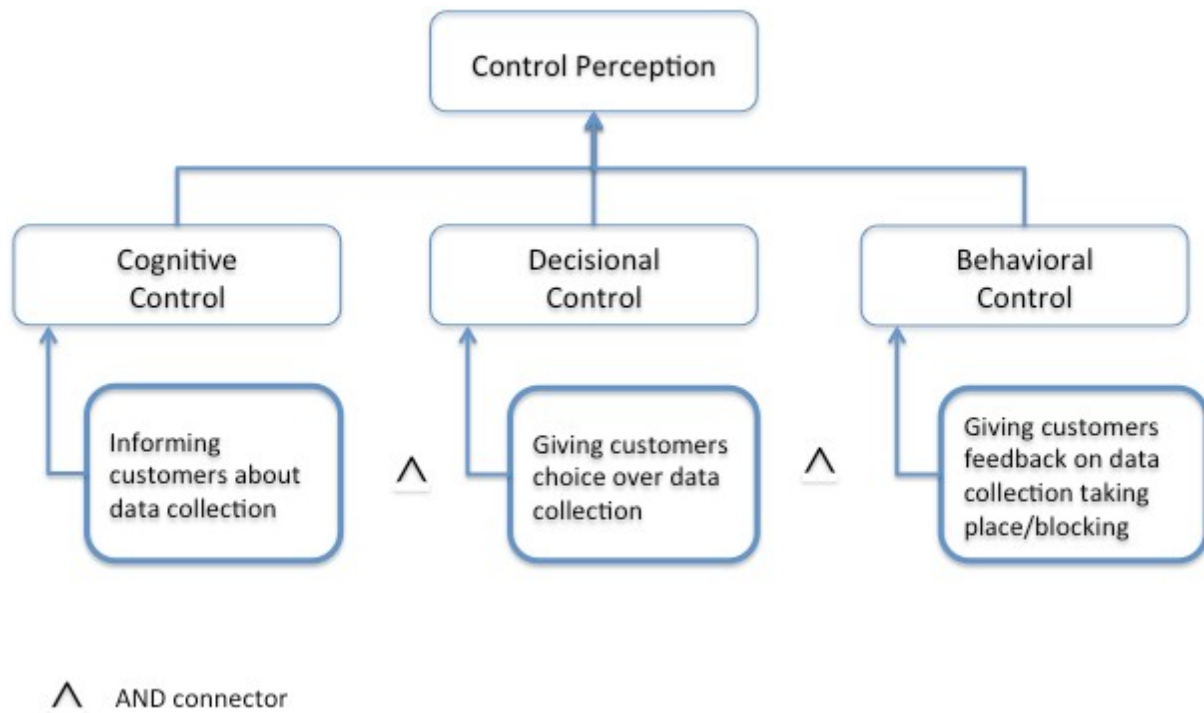 Control Perception
Cognitive
Control
Decisional
Control
Behavioral
Control
Informing
customers about
data collection
∧
Giving customers
choice over data
collection
∧
Giving customers
feedback on data
collection taking
place/blocking
∧ AND connector